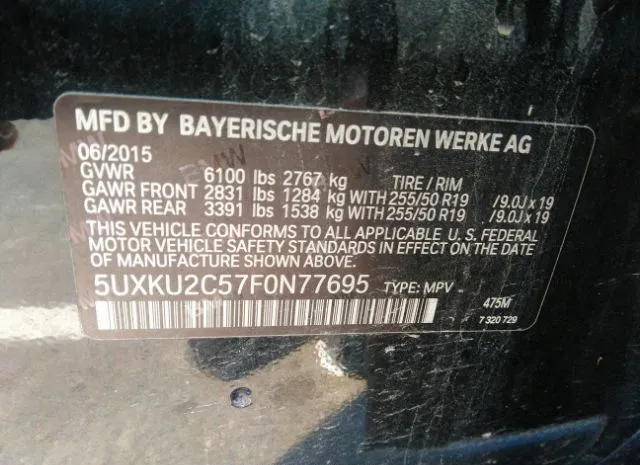 MFD BY BAYERISCHE MOTOREN WERKE AG
06/2015
GVWR 6100 lbs 2767 kg TIRE / RIM
GAWR FRONT 2831 lbs 1284 kg WITH 255/50 R19 /9.0J x 19
GAWR REAR 3391 lbs 1538 kg WITH 255/50 R19 /9.0J x 19
THIS VEHICLE CONFORMS TO ALL APPLICABLE U. S. FEDERAL
MOTOR VEHICLE SAFETY STANDARDS IN EFFECT ON THE DATE OF
MANUFACTURE SHOWN ABOVE.
5UXKU2C57F0N77695 TYPE: MPV
475M
7 320 729